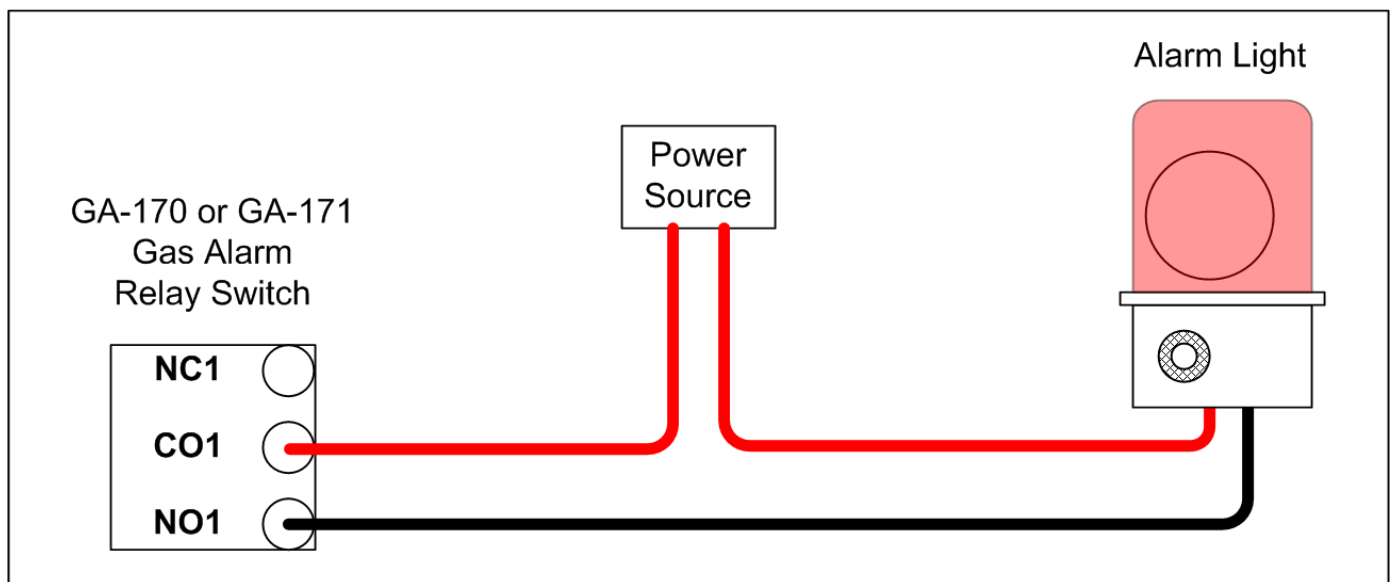 Alarm Light
Power
Source
GA-170 or GA-171
Gas Alarm
Relay Switch
NC1
CO1
NO1